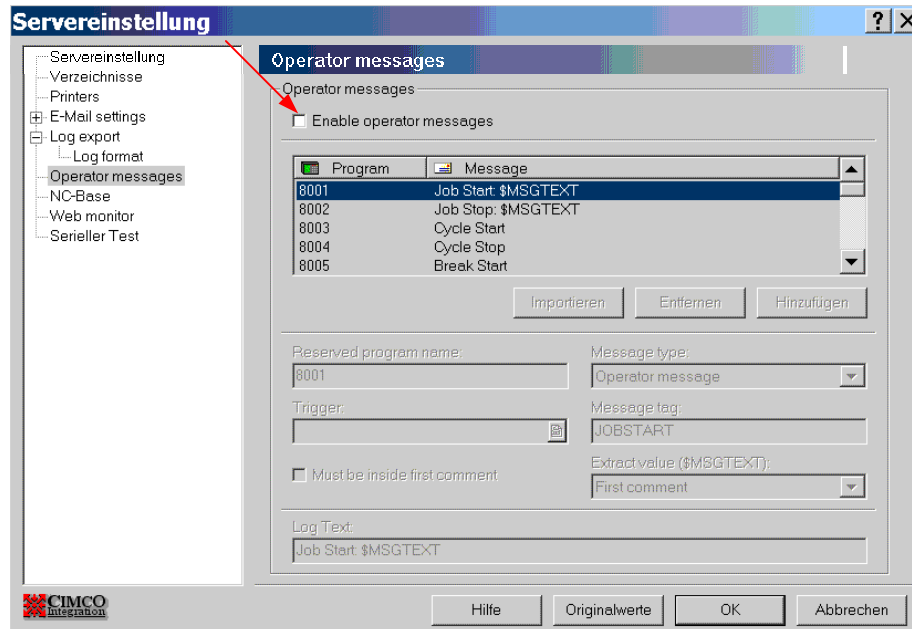 Servereinstellung
Servereinstellung
Verzeichnisse
Printers
E-Mail settings
Log export
Log format
Operator messages
NC-Base
Web monitor
Serieller Test
Operator messages
Operator messages
Enable operator messages
Program Message
8001 Job Start: $MSGTEXT
8002 Job Stop: $MSGTEXT
8003 Cycle Start
8004 Cycle Stop
8005 Break Start
Importieren Entfernen Hinzufügen
Reserved program name: Message type:
8001 Operator message
Trigger: Message tag:
JOBSTART
Must be inside first comment Extract value ($MSGTEXT):
First comment
Log Text:
Job Start: $MSGTEXT
CIMCO
Integration
Hilfe Originalwerte OK Abbrechen